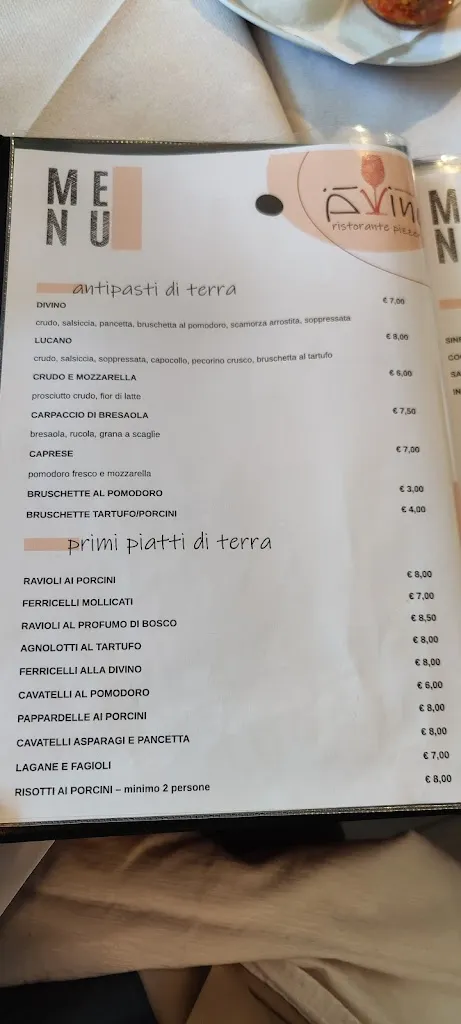 ME
NU
ristorante
antipasti di terra
DIVINO € 7,00
crudo, salsiccia, pancetta, bruschetta al pomodoro, scamorza arrostita, soppressata
LUCANO € 8,00
crudo, salsiccia, soppressata, capocollo, pecorino crusco, bruschetta al tartufo
CRUDO E MOZZARELLA € 6,00
prosciutto crudo, fior di latte
CARPACCIO DI BRESAOLA € 7,50
bresaola, rucola, grana a scaglie
CAPRESE € 7,00
pomodoro fresco e mozzarella
BRUSCHETTE AL POMODORO € 3,00
BRUSCHETTE TARTUFO/PORCINI € 4,00
primi piatti di terra
RAVIOLI AI PORCINI € 8,00
FERRICELLI MOLLICATI € 7,00
RAVIOLI AL PROFUMO DI BOSCO € 8,50
AGNOLOTTI AL TARTUFO € 8,00
FERRICELLI ALLA DIVINO € 8,00
CAVATELLI AL POMODORO € 6,00
PAPPARDELLE AI PORCINI € 8,00
CAVATELLI ASPARAGI E PANCETTA € 8,00
LAGANE E FAGIOLI € 7,00
RISOTTI AI PORCINI – minimo 2 persone € 8,00
M
N